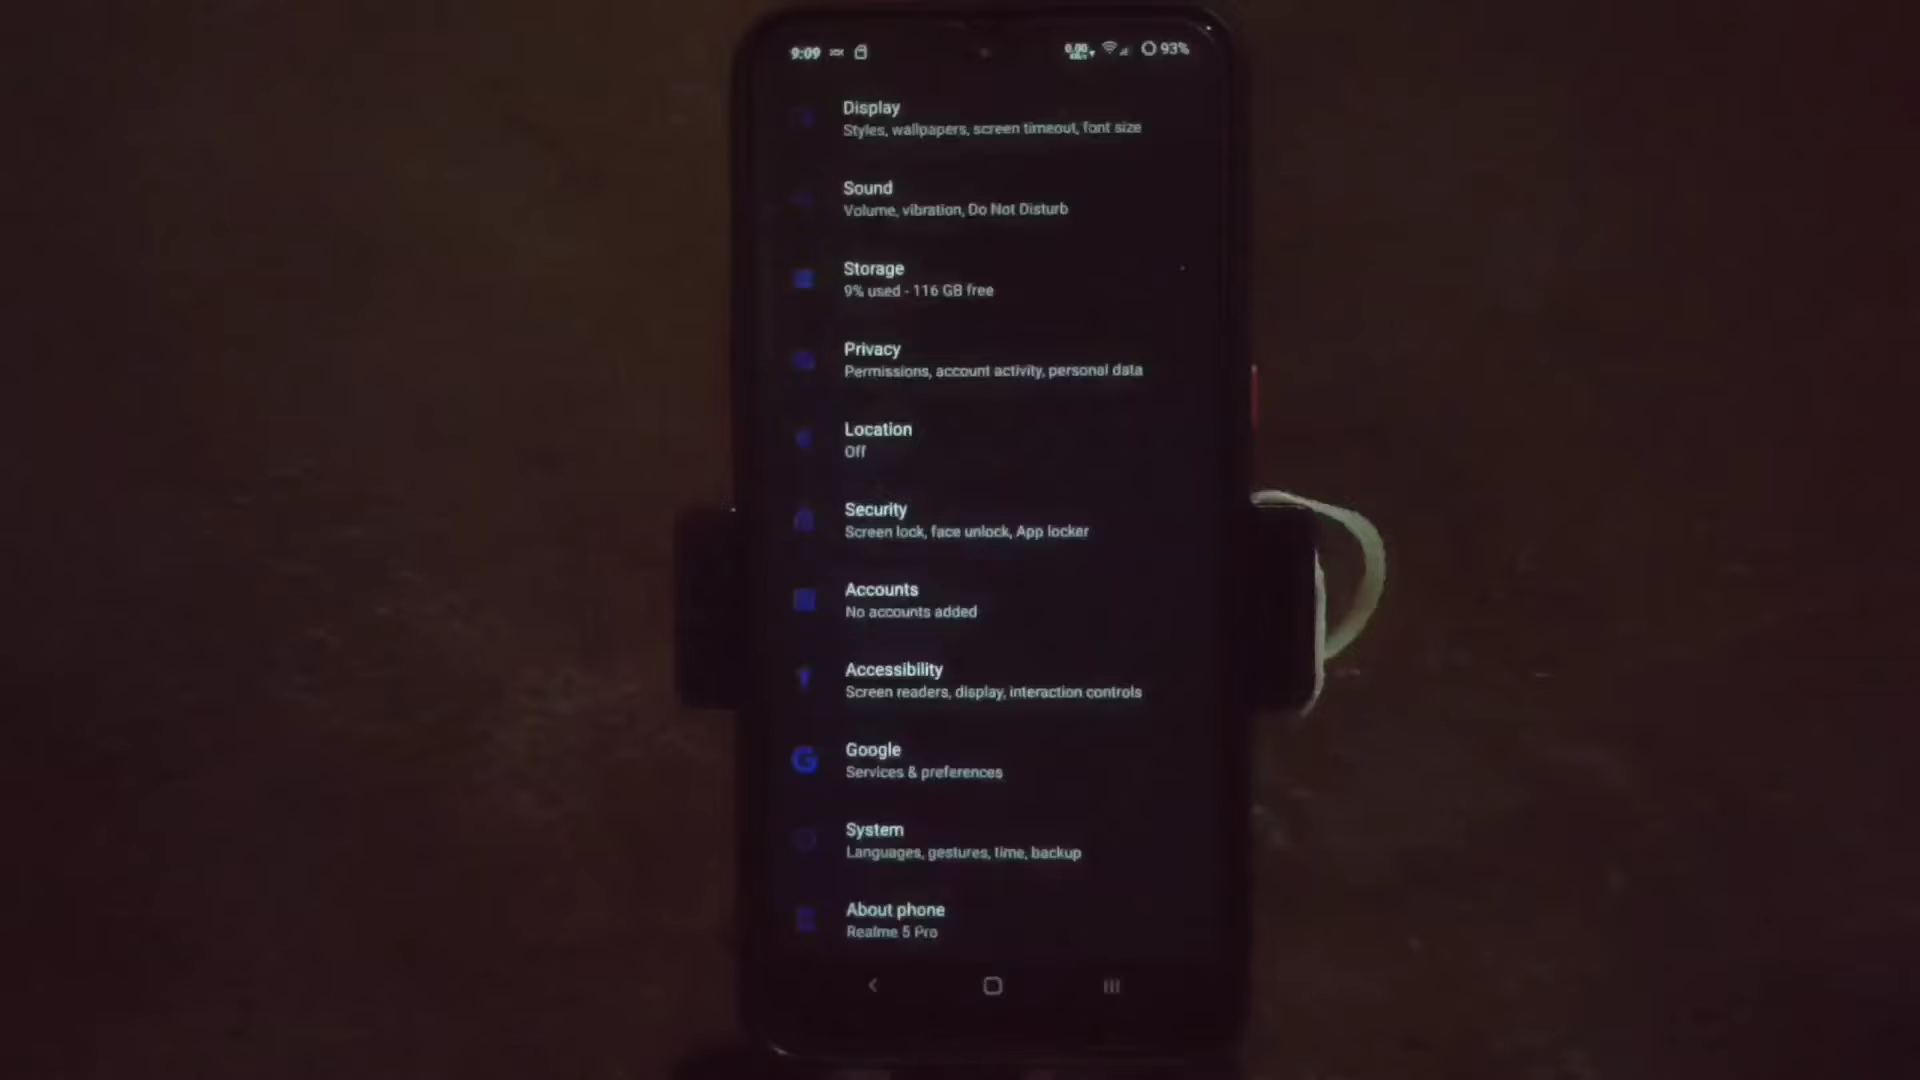 9:09
0.00
93%
Display
Styles, wallpapers, screen timeout, font size
Sound
Volume, vibration, Do Not Disturb
Storage
9% used - 116 GB free
Privacy
Permissions, account activity, personal data
Location
Off
Security
Screen lock, face unlock, App locker
Accounts
No accounts added
Accessibility
Screen readers, display, interaction controls
G
Google
Services & preferences
System
Languages, gestures, time, backup
About phone
Realme 5 Pro